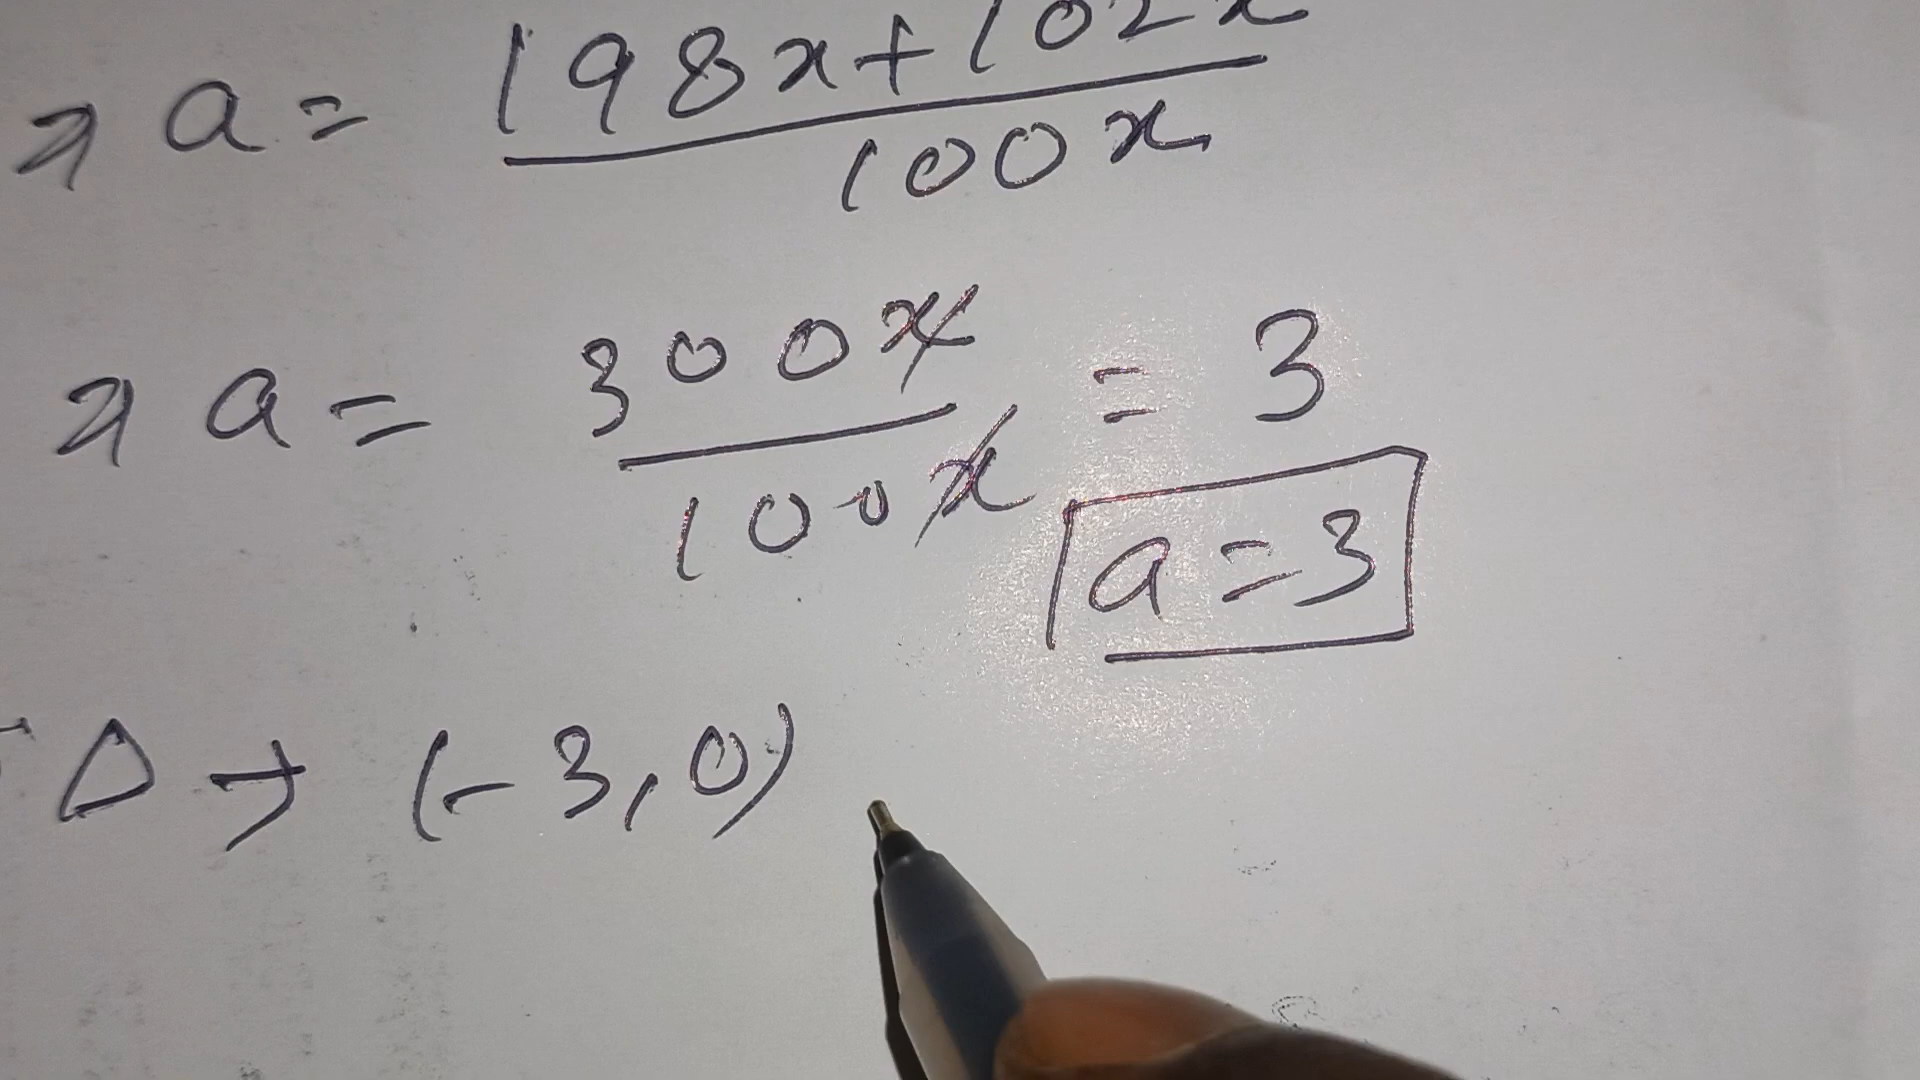 ⇒ a = (198x + 102x) / 100x
⇒ a = 300x / 100x = 3
a = 3
Δ → (-3, 0)